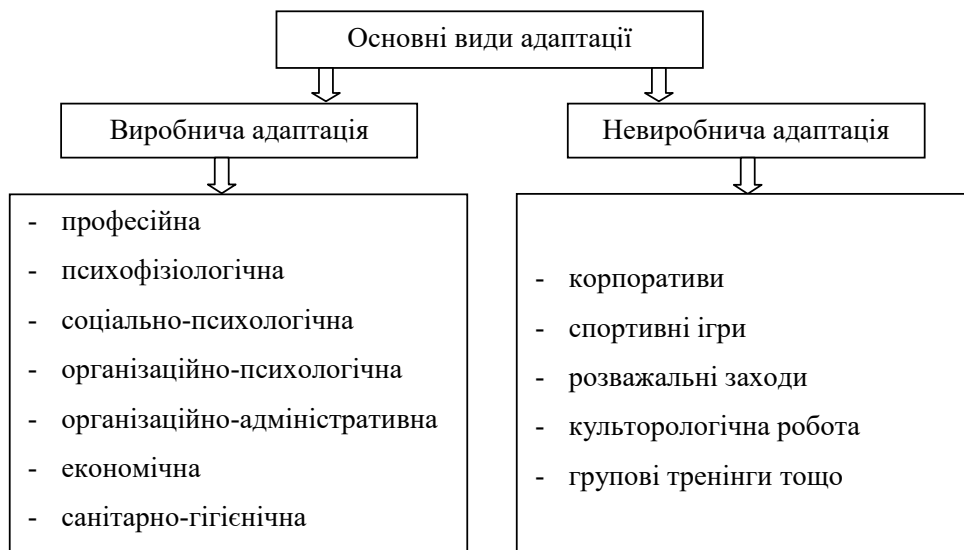 Основні види адаптації
Виробнича адаптація
Невиробнича адаптація
- професійна
- психофізіологічна
- соціально-психологічна
- організаційно-психологічна
- організаційно-адміністративна
- економічна
- санітарно-гігієнічна
- корпоративи
- спортивні ігри
- розважальні заходи
- культорологічна робота
- групові тренінги тощо